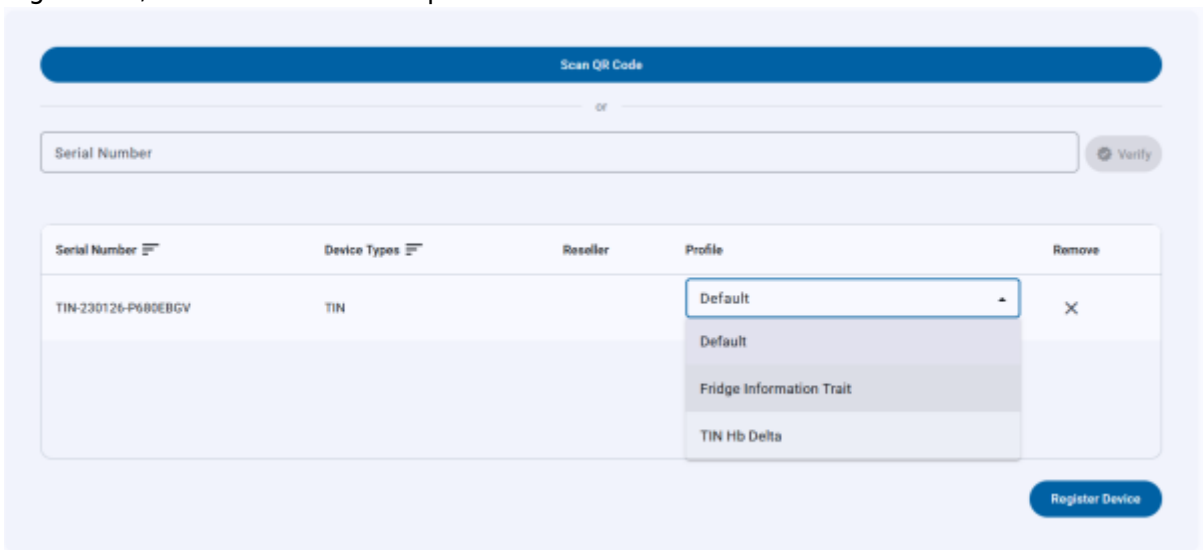 Scan QR Code
or
Serial Number
Verify
Serial Number Device Types Reseller Profile Remove
TIN-230126-P680EBGV TIN Default
Default
Fridge Information Trait
TIN Hb Delta
Register Device